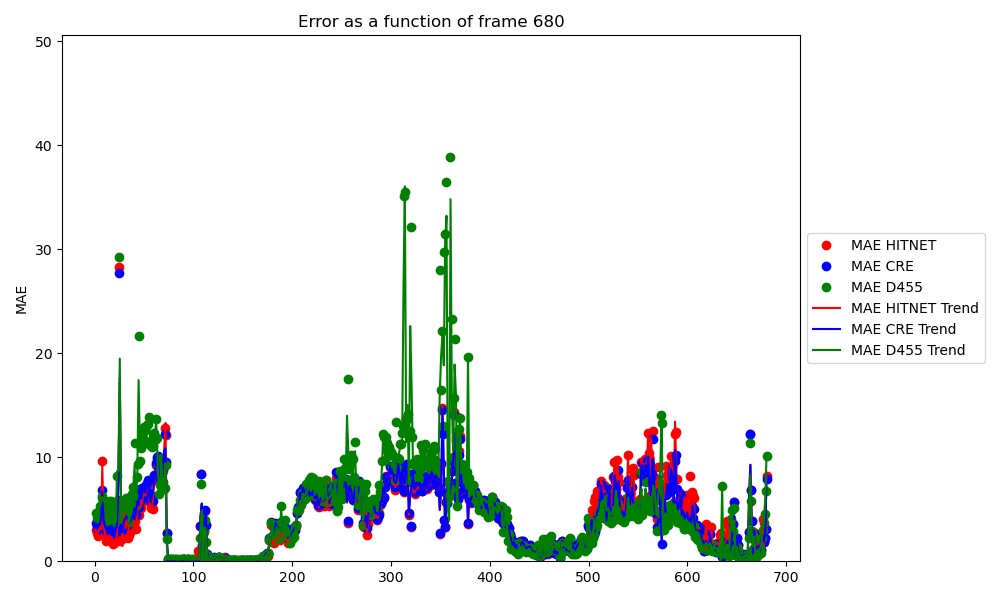 Error as a function of frame 680
50
40
30
20
10
0
MAE
0 100 200 300 400 500 600 700
MAE HITNET
MAE CRE
MAE D455
MAE HITNET Trend
MAE CRE Trend
MAE D455 Trend